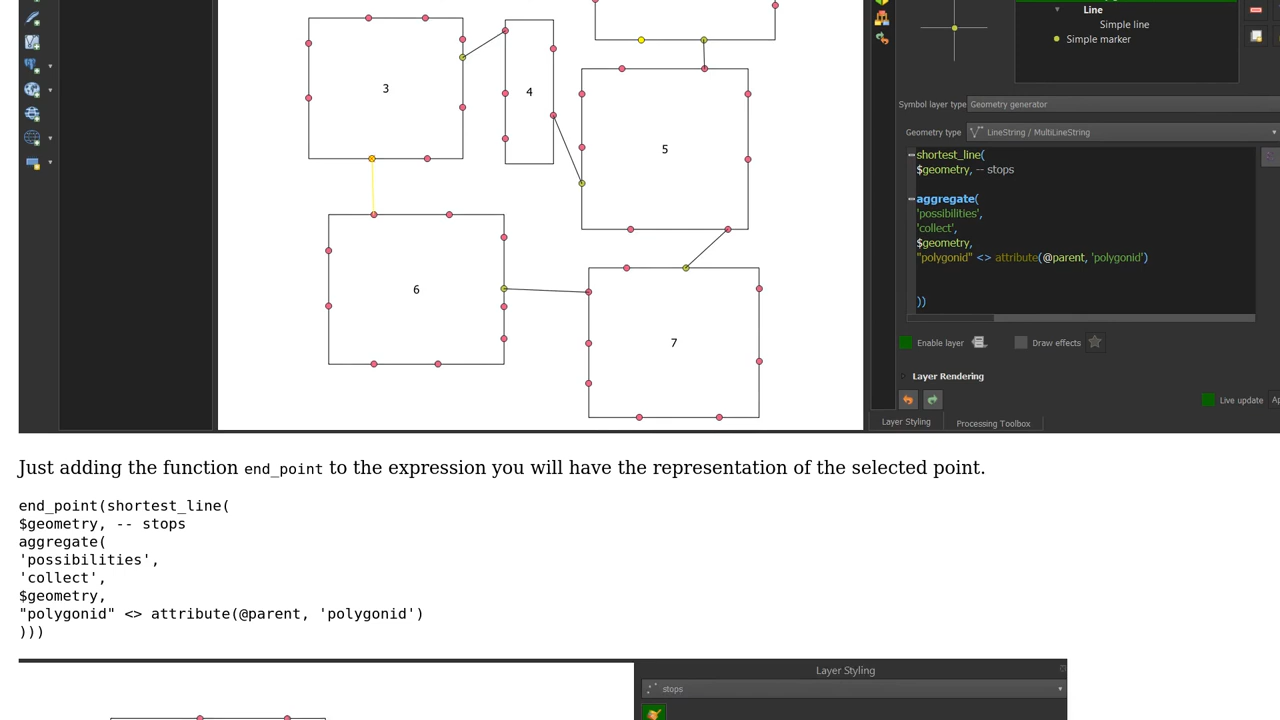 Line
Simple line
Simple marker
3
4
5
6
7
Symbol layer type Geometry generator
Geometry type LineString / MultiLineString
shortest_line(
$geometry, -- stops
aggregate(
'possibilities',
'collect',
$geometry,
"polygonid" <> attribute(@parent, 'polygonid')
))
Enable layer Draw effects
Layer Rendering
Live update
Layer Styling Processing Toolbox
Just adding the function end_point to the expression you will have the representation of the selected point.
end_point(shortest_line(
$geometry, -- stops
aggregate(
'possibilities',
'collect',
$geometry,
"polygonid" <> attribute(@parent, 'polygonid')
)))
Layer Styling
stops